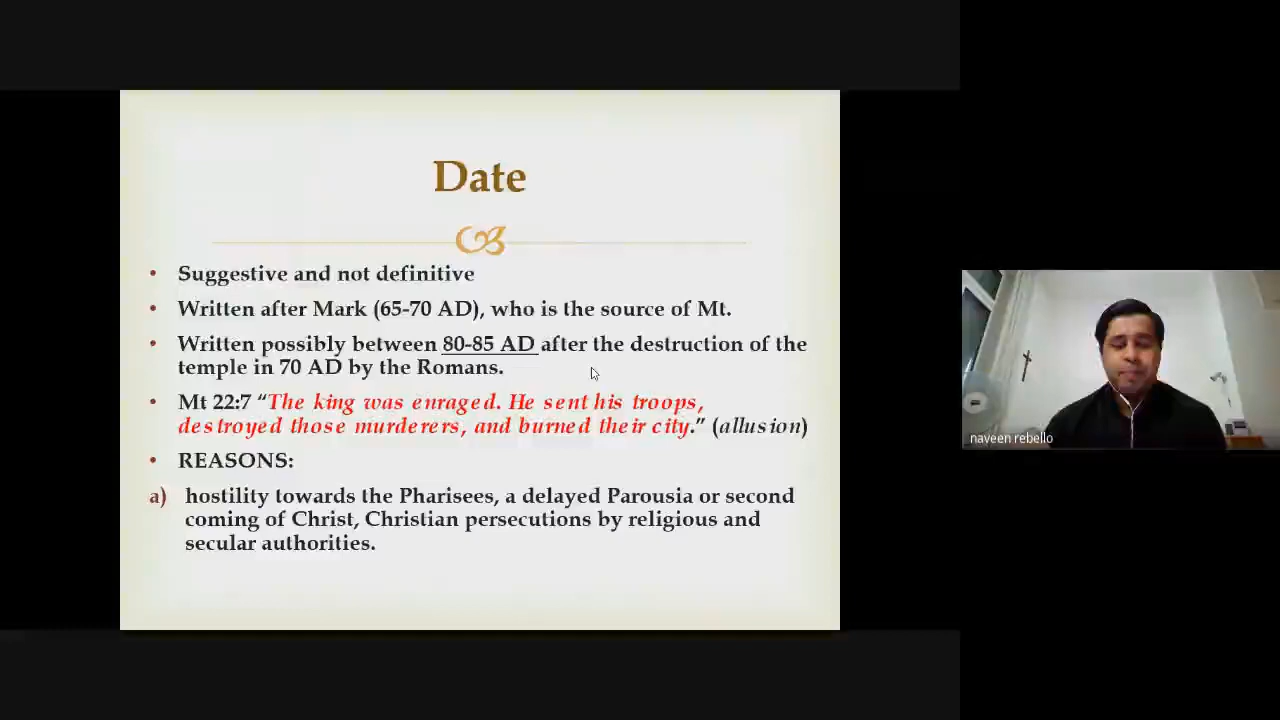 Date
• Suggestive and not definitive
• Written after Mark (65-70 AD), who is the source of Mt.
• Written possibly between 80-85 AD after the destruction of the
temple in 70 AD by the Romans.
• Mt 22:7 “The king was enraged. He sent his troops,
destroyed those murderers, and burned their city.” (allusion)
• REASONS:
a) hostility towards the Pharisees, a delayed Parousia or second
coming of Christ, Christian persecutions by religious and
secular authorities.
naveen rebello